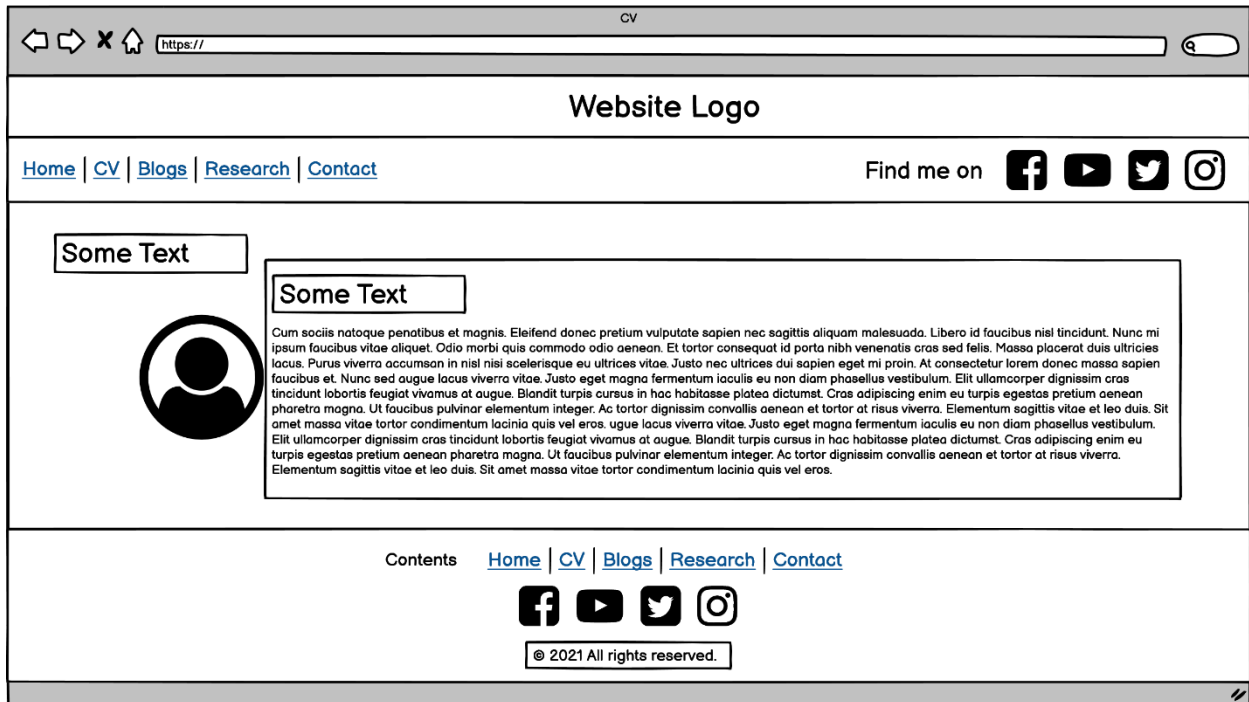 CV
https://
Website Logo
Home | CV | Blogs | Research | Contact
Find me on
Some Text
Some Text
Cum sociis natoque penatibus et magnis. Eleifend donec pretium vulputate sapien nec sagittis aliquam malesuada. Libero id faucibus nisl tincidunt. Nunc mi
ipsum faucibus vitae aliquet. Odio morbi quis commodo odio aenean. Et tortor consequat id porta nibh venenatis cras sed felis. Massa placerat duis ultricies
lacus. Purus viverra accumsan in nisl nisi scelerisque eu ultrices vitae. Justo nec ultrices dui sapien eget mi proin. At consectetur lorem donec massa sapien
faucibus et. Nunc sed augue lacus viverra vitae. Justo eget magna fermentum iaculis eu non diam phasellus vestibulum. Elit ullamcorper dignissim cras
tincidunt lobortis feugiat vivamus at augue. Blandit turpis cursus in hac habitasse platea dictumst. Cras adipiscing enim eu turpis egestas pretium aenean
pharetra magna. Ut faucibus pulvinar elementum integer. Ac tortor dignissim convallis aenean et tortor at risus viverra. Elementum sagittis vitae et leo duis. Sit
amet massa vitae tortor condimentum lacinia quis vel eros. ugue lacus viverra vitae. Justo eget magna fermentum iaculis eu non diam phasellus vestibulum.
Elit ullamcorper dignissim cras tincidunt lobortis feugiat vivamus at augue. Blandit turpis cursus in hac habitasse platea dictumst. Cras adipiscing enim eu
turpis egestas pretium aenean pharetra magna. Ut faucibus pulvinar elementum integer. Ac tortor dignissim convallis aenean et tortor at risus viverra.
Elementum sagittis vitae et leo duis. Sit amet massa vitae tortor condimentum lacinia quis vel eros.
Contents Home | CV | Blogs | Research | Contact
© 2021 All rights reserved.